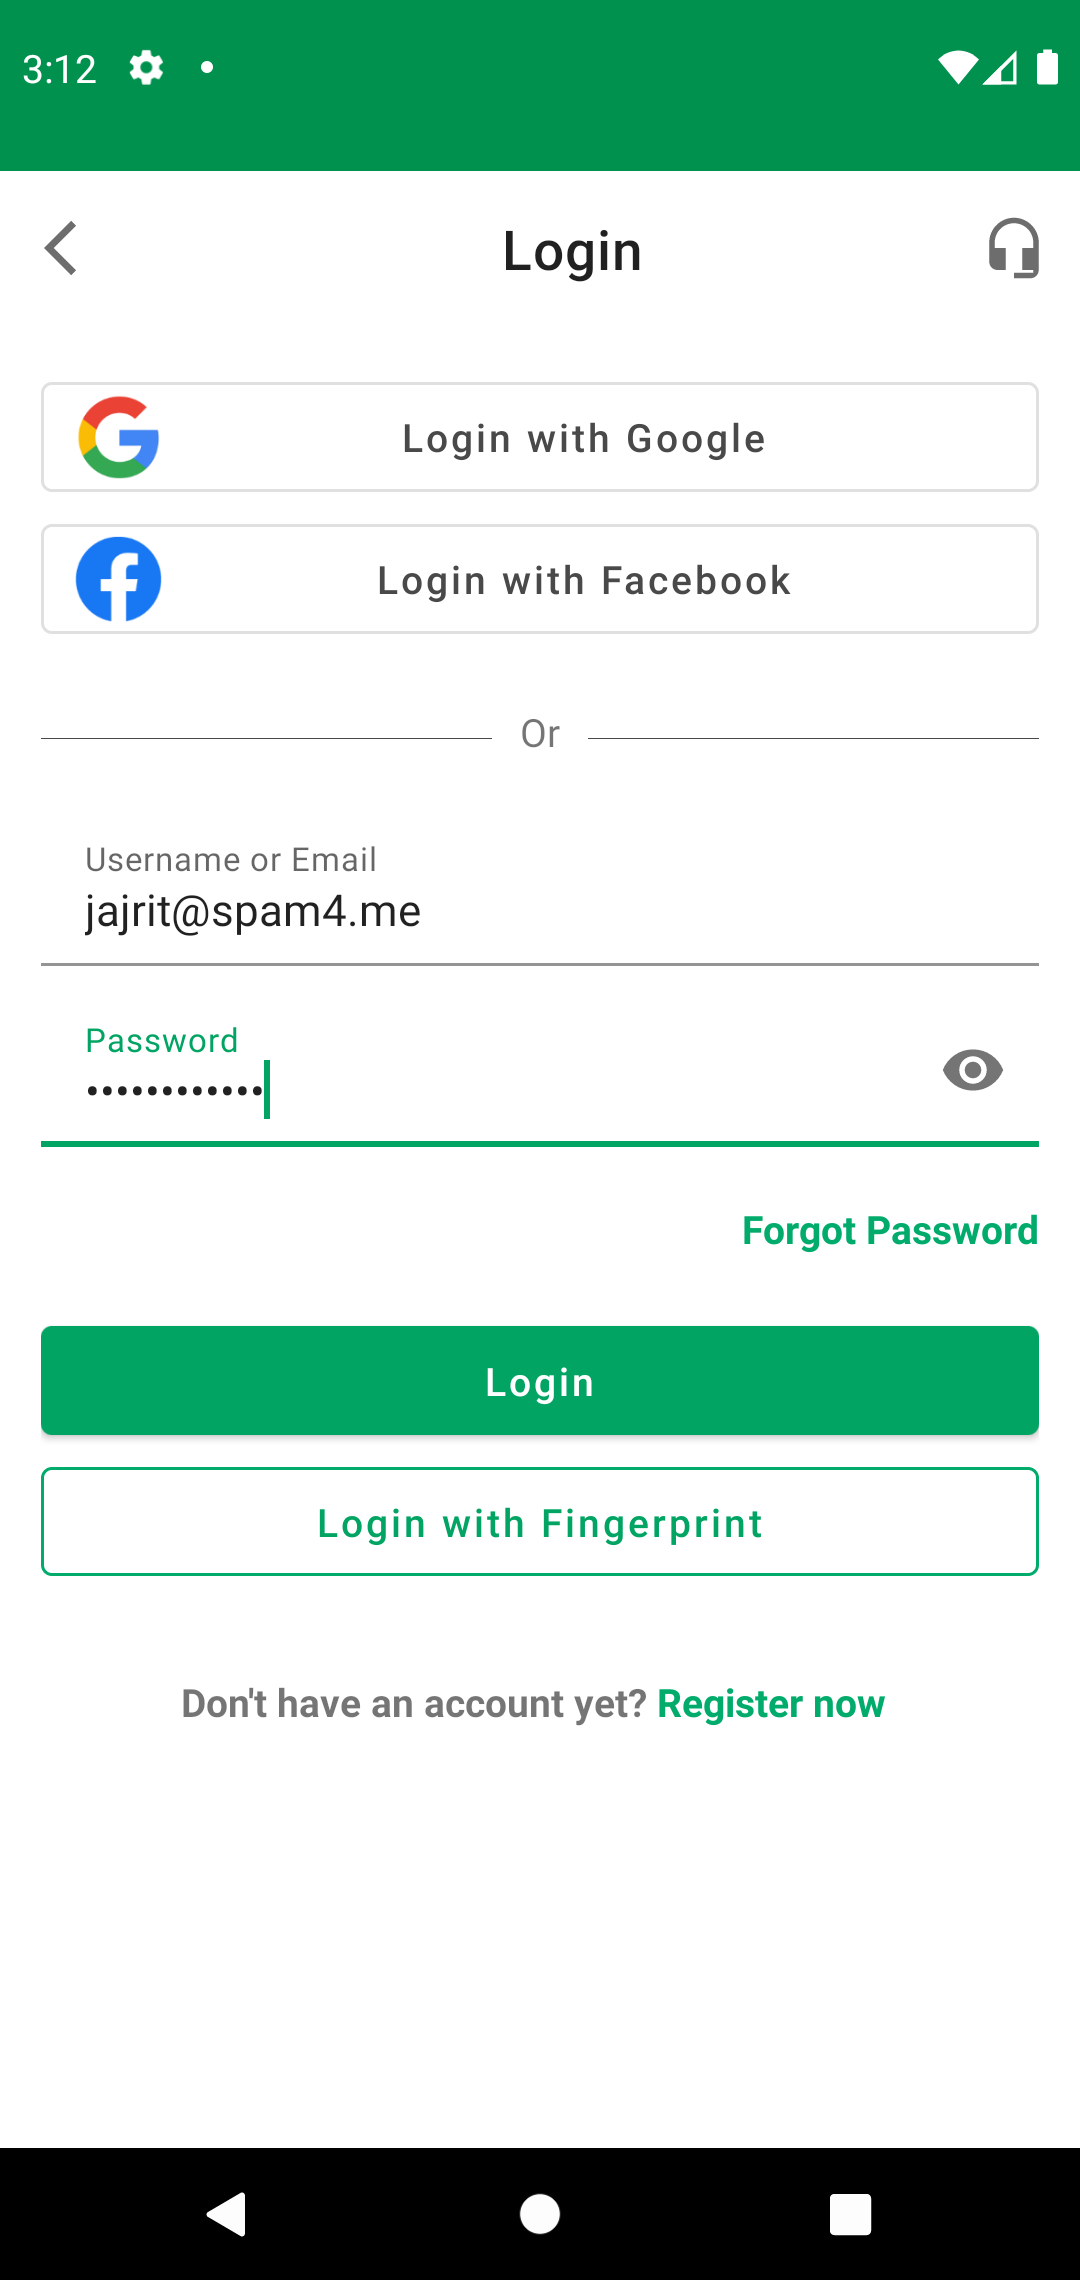 3:12
Login
Login with Google
Login with Facebook
Or
Username or Email
jajrit@spam4.me
Password
••••••••••••
Forgot Password
Login
Login with Fingerprint
Don't have an account yet? Register now